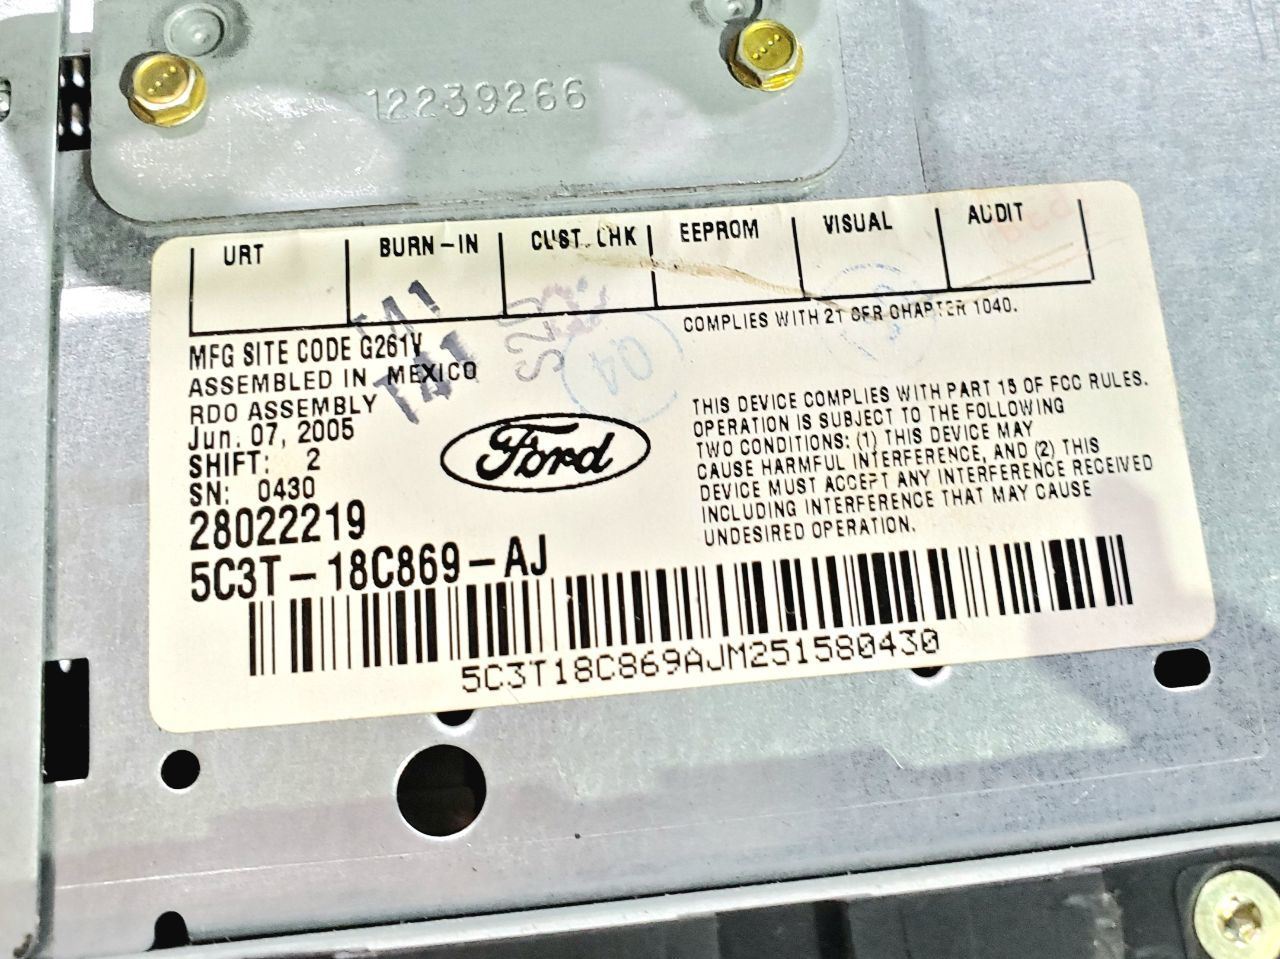 12239266
URT BURN-IN CUST. CHK EEPROM VISUAL AUDIT
T41
T41
S20
04
COMPLIES WITH 21 CFR CHAPTER 1040.
MFG SITE CODE G261V
ASSEMBLED IN MEXICO
RDO ASSEMBLY
Jun. 07, 2005
SHIFT: 2
SN: 0430
28022219
5C3T-18C869-AJ
Ford
THIS DEVICE COMPLIES WITH PART 15 OF FCC RULES.
OPERATION IS SUBJECT TO THE FOLLOWING
TWO CONDITIONS: (1) THIS DEVICE MAY
CAUSE HARMFUL INTERFERENCE, AND (2) THIS
DEVICE MUST ACCEPT ANY INTERFERENCE RECEIVED
INCLUDING INTERFERENCE THAT MAY CAUSE
UNDESIRED OPERATION.
5C3T18C869AJM251580430